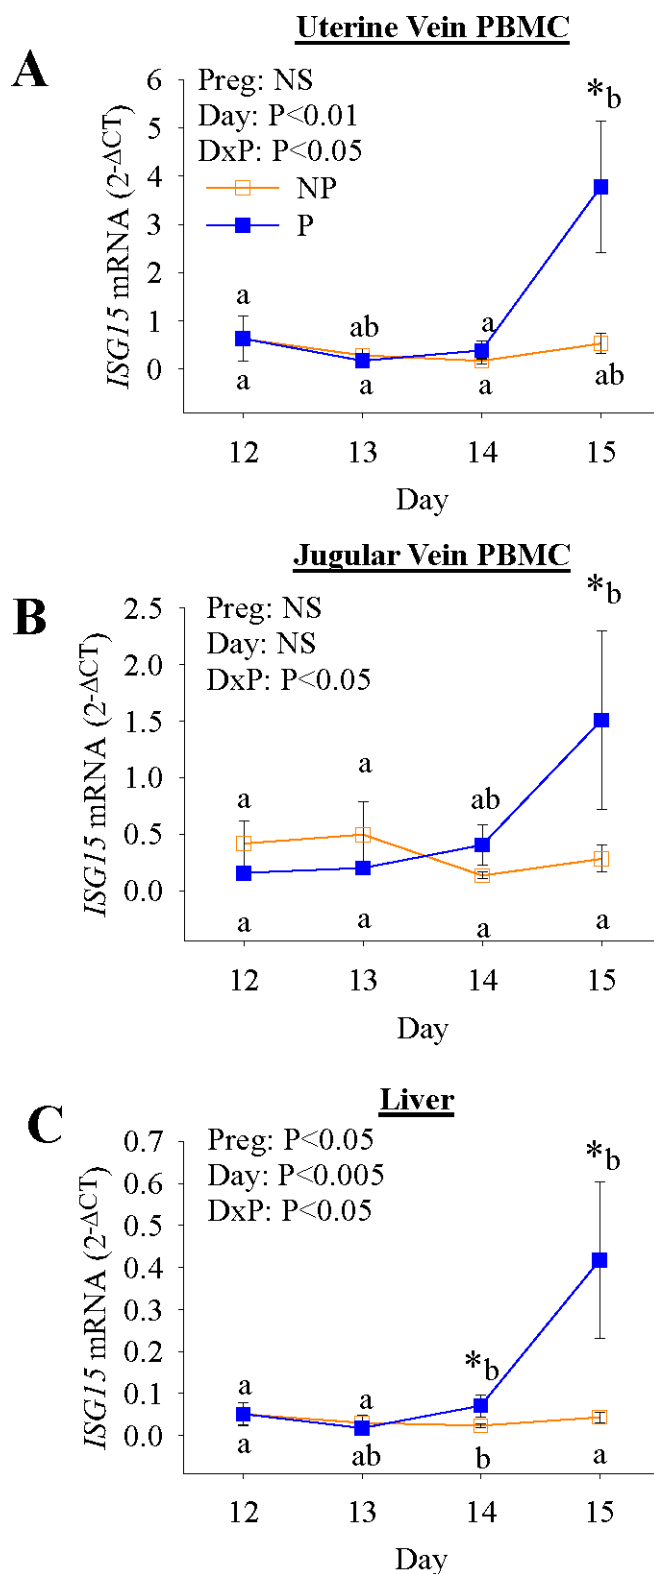 Uterine Vein PBMC
A
Preg: NS
Day: P<0.01
DxP: P<0.05
NP
P
ISG15 mRNA (2-ΔCT)
6
5
4
3
2
1
0
*b
a
ab
a
a
a
a
ab
12 13 14 15
Day
Jugular Vein PBMC
B
Preg: NS
Day: NS
DxP: P<0.05
ISG15 mRNA (2-ΔCT)
2.5
2.0
1.5
1.0
0.5
0.0
*b
a
a
ab
a
a
a
a
12 13 14 15
Day
Liver
C
Preg: P<0.05
Day: P<0.005
DxP: P<0.05
ISG15 mRNA (2-ΔCT)
0.7
0.6
0.5
0.4
0.3
0.2
0.1
0.0
*b
*b
a
a
a
ab
b
a
12 13 14 15
Day